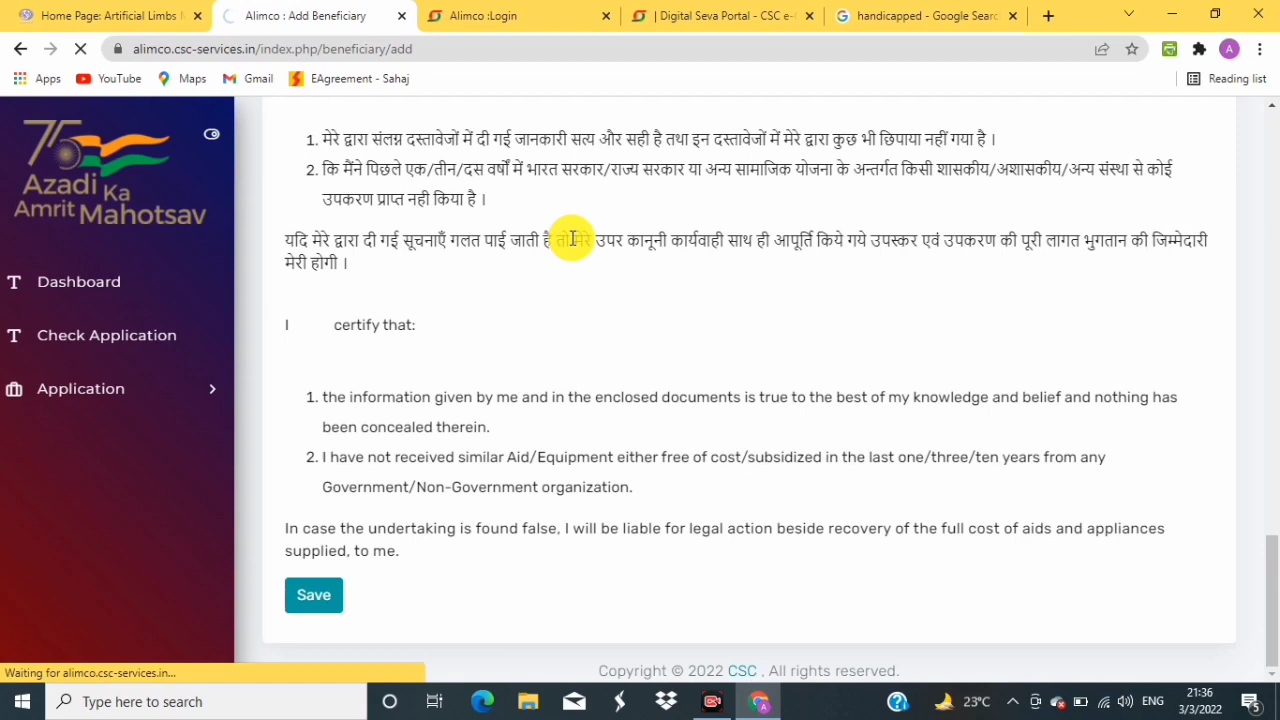 Home Page: Artificial Limbs M
Alimco : Add Beneficiary
Alimco :Login
| Digital Seva Portal - CSC e-
handicapped - Google Searc
alimco.csc-services.in/index.php/beneficiary/add
A
Apps
YouTube
Maps
Gmail
EAgreement - Sahaj
Reading list
75
Azadi Ka
Amrit Mahotsav
Dashboard
Check Application
Application
1. मेरे द्वारा संलग्न दस्तावेजों में दी गई जानकारी सत्य और सही है तथा इन दस्तावेजों में मेरे द्वारा कुछ भी छिपाया नहीं गया है ।
2. कि मैंने पिछले एक/तीन/दस वर्षों में भारत सरकार/राज्य सरकार या अन्य सामाजिक योजना के अन्तर्गत किसी शासकीय/अशासकीय/अन्य संस्था से कोई
उपकरण प्राप्त नही किया है ।
यदि मेरे द्वारा दी गई सूचनाएँ गलत पाई जाती है तो मेरे उपर कानूनी कार्यवाही साथ ही आपूर्ति किये गये उपस्कर एवं उपकरण की पूरी लागत भुगतान की जिम्मेदारी
मेरी होगी ।
I certify that:
1. the information given by me and in the enclosed documents is true to the best of my knowledge and belief and nothing has
been concealed therein.
2. I have not received similar Aid/Equipment either free of cost/subsidized in the last one/three/ten years from any
Government/Non-Government organization.
In case the undertaking is found false, I will be liable for legal action beside recovery of the full cost of aids and appliances
supplied, to me.
Save
Copyright © 2022 CSC , All rights reserved.
Waiting for alimco.csc-services.in...
Type here to search
23°C
ENG
21:36
3/3/2022
5